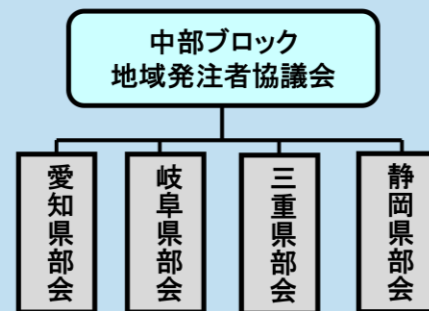 中部ブロック
地域発注者協議会
愛知県部会
岐阜県部会
三重県部会
静岡県部会